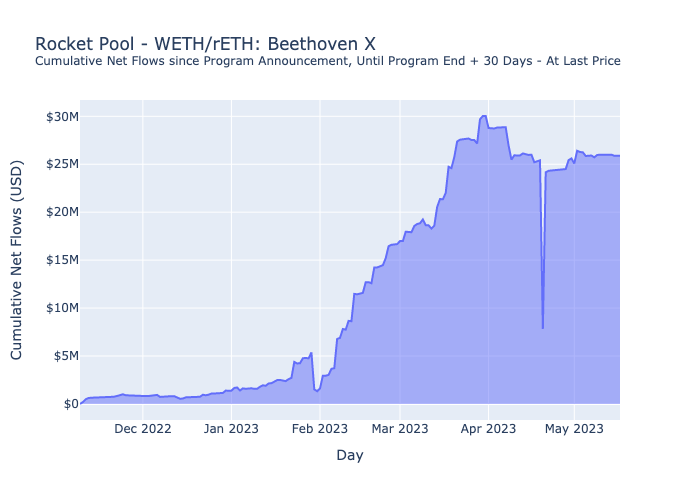 Rocket Pool - WETH/rETH: Beethoven X
Cumulative Net Flows since Program Announcement, Until Program End + 30 Days - At Last Price
Cumulative Net Flows (USD)
$30M
$25M
$20M
$15M
$10M
$5M
$0
Dec 2022 Jan 2023 Feb 2023 Mar 2023 Apr 2023 May 2023
Day